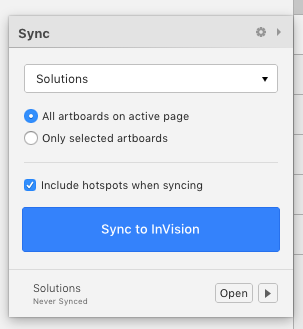 Sync
Solutions
All artboards on active page
Only selected artboards
Include hotspots when syncing
Sync to InVision
Solutions
Never Synced
Open